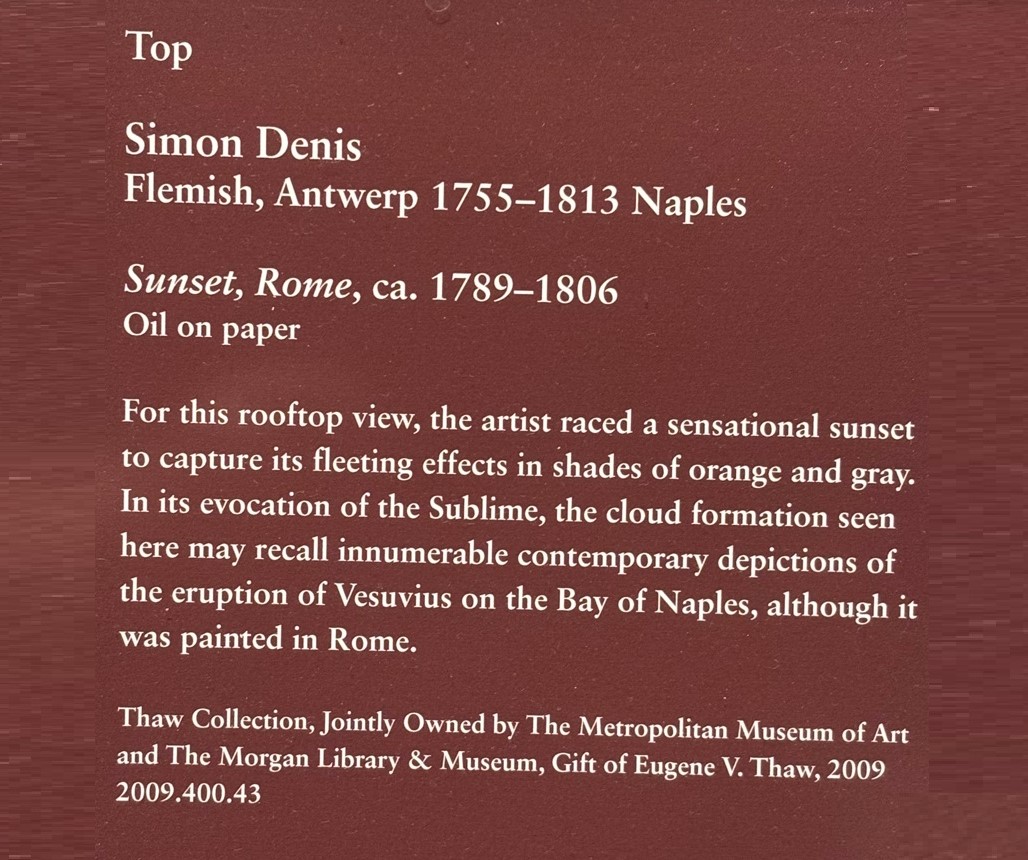 Top
Simon Denis
Flemish, Antwerp 1755–1813 Naples
Sunset, Rome, ca. 1789–1806
Oil on paper
For this rooftop view, the artist raced a sensational sunset
to capture its fleeting effects in shades of orange and gray.
In its evocation of the Sublime, the cloud formation seen
here may recall innumerable contemporary depictions of
the eruption of Vesuvius on the Bay of Naples, although it
was painted in Rome.
Thaw Collection, Jointly Owned by The Metropolitan Museum of Art
and The Morgan Library & Museum, Gift of Eugene V. Thaw, 2009
2009.400.43